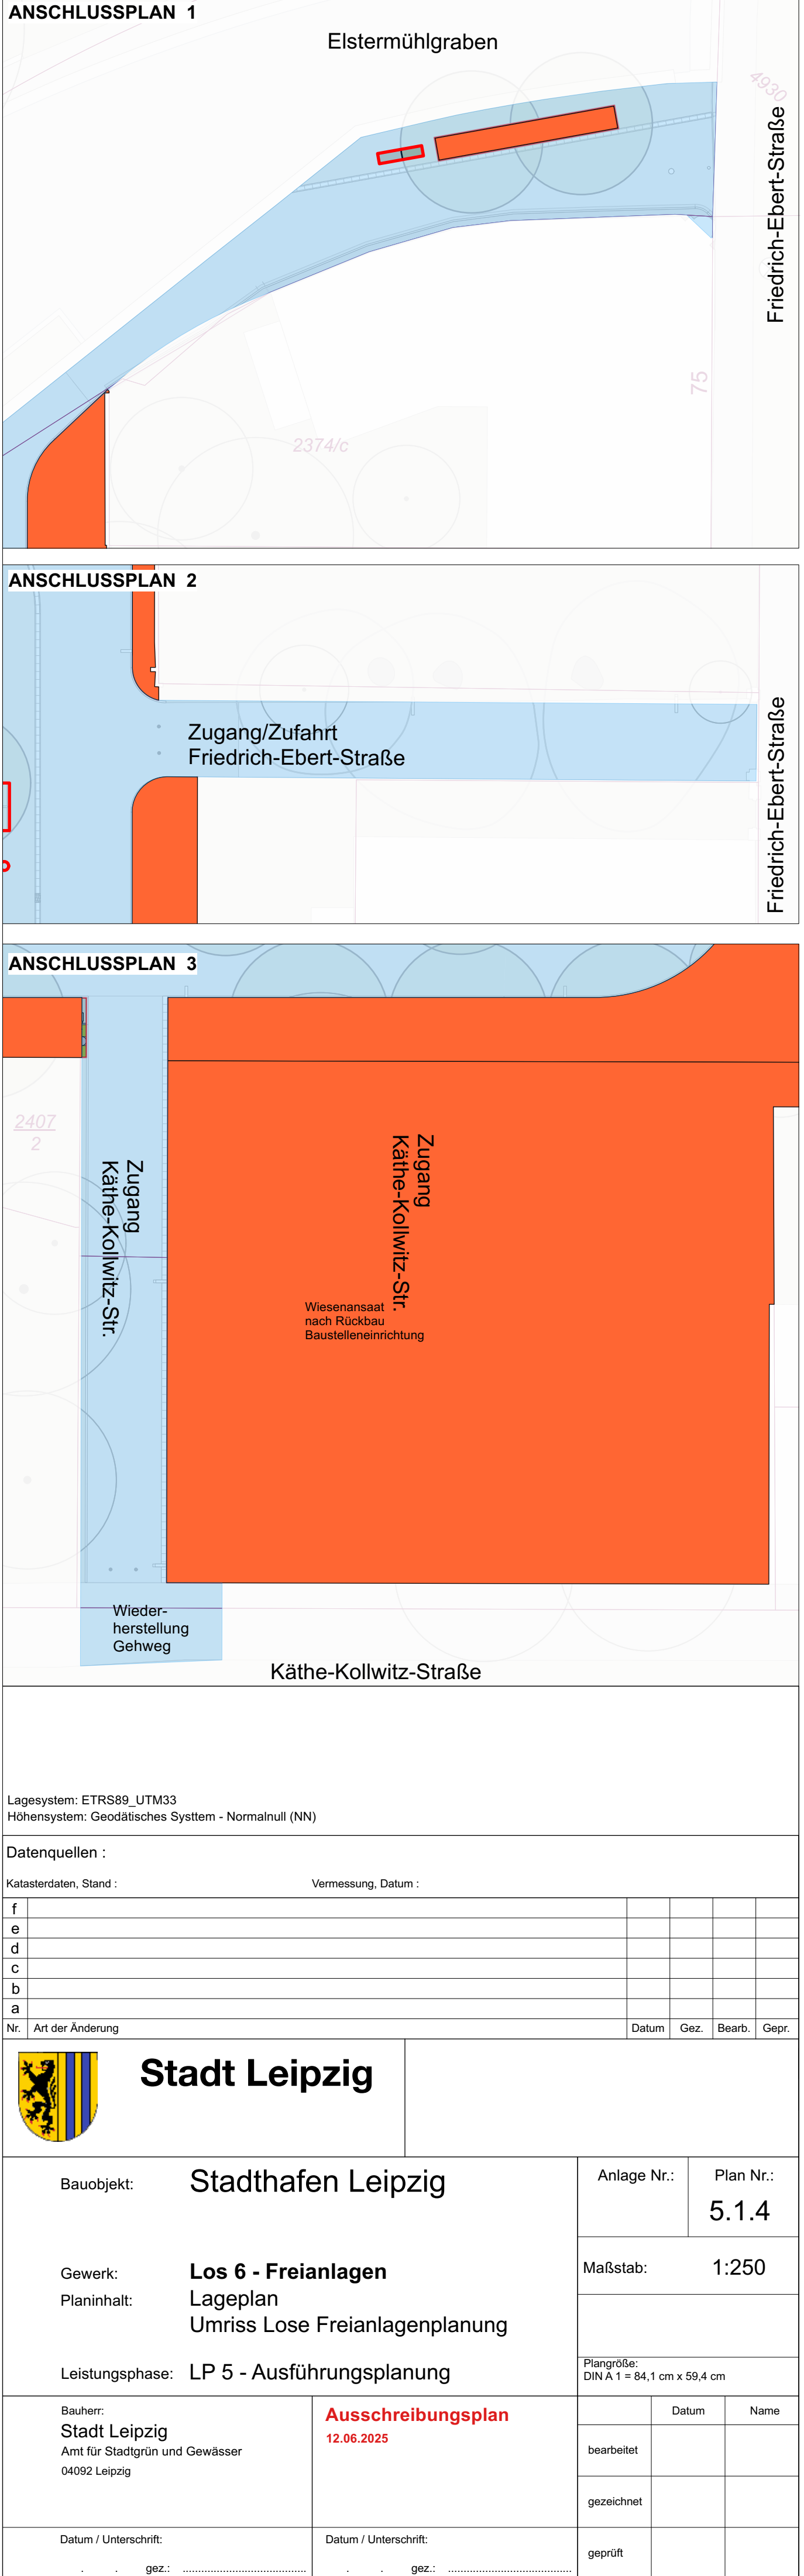 ANSCHLUSSPLAN 1
Elstermühlgraben
4930
Friedrich-Ebert-Straße
75
2374/c
ANSCHLUSSPLAN 2
Zugang/Zufahrt
Friedrich-Ebert-Straße
Friedrich-Ebert-Straße
ANSCHLUSSPLAN 3
2407
2
Zugang
Käthe-Kollwitz-Str.
Zugang
Käthe-Kollwitz-Str.
Wiesenansaat
nach Rückbau
Baustelleneinrichtung
Wieder-
herstellung
Gehweg
Käthe-Kollwitz-Straße
Lagesystem: ETRS89_UTM33
Höhensystem: Geodätisches Systtem - Normalnull (NN)
Datenquellen :
Katasterdaten, Stand : Vermessung, Datum :
f
e
d
c
b
a
Nr. Art der Änderung Datum Gez. Bearb. Gepr.
Stadt Leipzig
Bauobjekt: Stadthafen Leipzig
Anlage Nr.: Plan Nr.:
5.1.4
Gewerk: Los 6 - Freianlagen
Maßstab: 1:250
Planinhalt: Lageplan
Umriss Lose Freianlagenplanung
Plangröße:
DIN A 1 = 84,1 cm x 59,4 cm
Leistungsphase: LP 5 - Ausführungsplanung
Bauherr:
Stadt Leipzig
Amt für Stadtgrün und Gewässer
04092 Leipzig
Ausschreibungsplan
12.06.2025
Datum Name
bearbeitet
gezeichnet
geprüft
Datum / Unterschrift: Datum / Unterschrift:
. . gez.: ........................................ . . gez.: ........................................